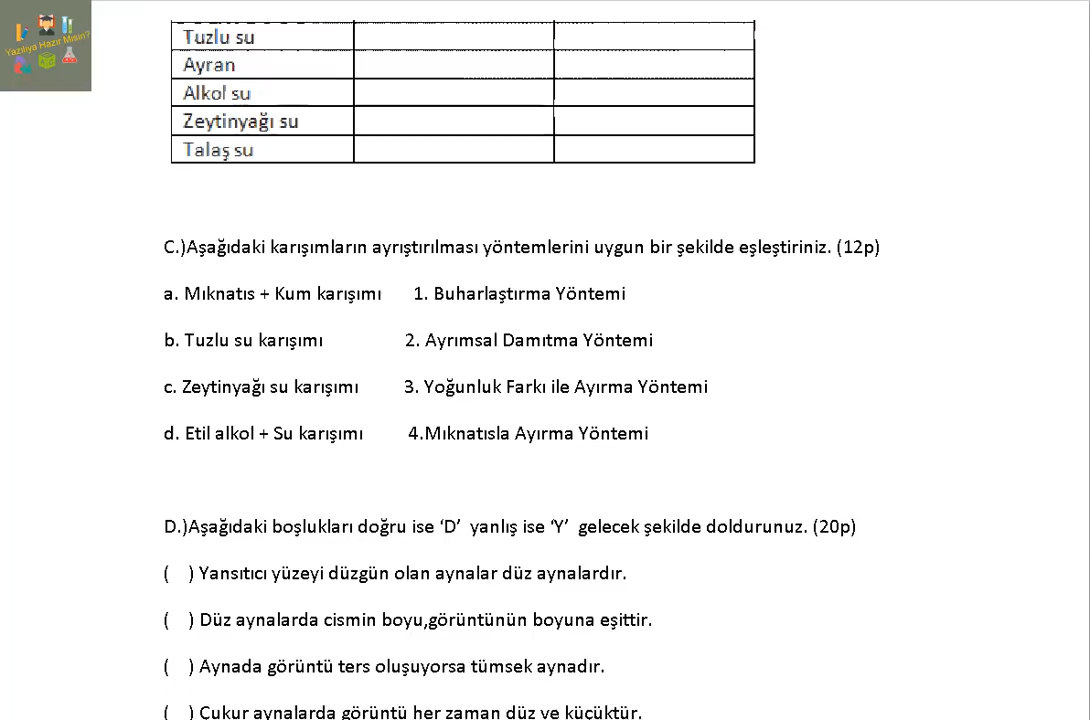 Yazılıya Hazır Mısın?
Tuzlu su
Ayran
Alkol su
Zeytinyağı su
Talaş su
C.)Aşağıdaki karışımların ayrıştırılması yöntemlerini uygun bir şekilde eşleştiriniz. (12p)
a. Mıknatıs + Kum karışımı 1. Buharlaştırma Yöntemi
b. Tuzlu su karışımı 2. Ayrımsal Damıtma Yöntemi
c. Zeytinyağı su karışımı 3. Yoğunluk Farkı ile Ayırma Yöntemi
d. Etil alkol + Su karışımı 4.Mıknatısla Ayırma Yöntemi
D.)Aşağıdaki boşlukları doğru ise ‘D’ yanlış ise ‘Y’ gelecek şekilde doldurunuz. (20p)
( ) Yansıtıcı yüzeyi düzgün olan aynalar düz aynalardır.
( ) Düz aynalarda cismin boyu,görüntünün boyuna eşittir.
( ) Aynada görüntü ters oluşuyorsa tümsek aynadır.
( ) Çukur aynalarda görüntü her zaman düz ve küçüktür.